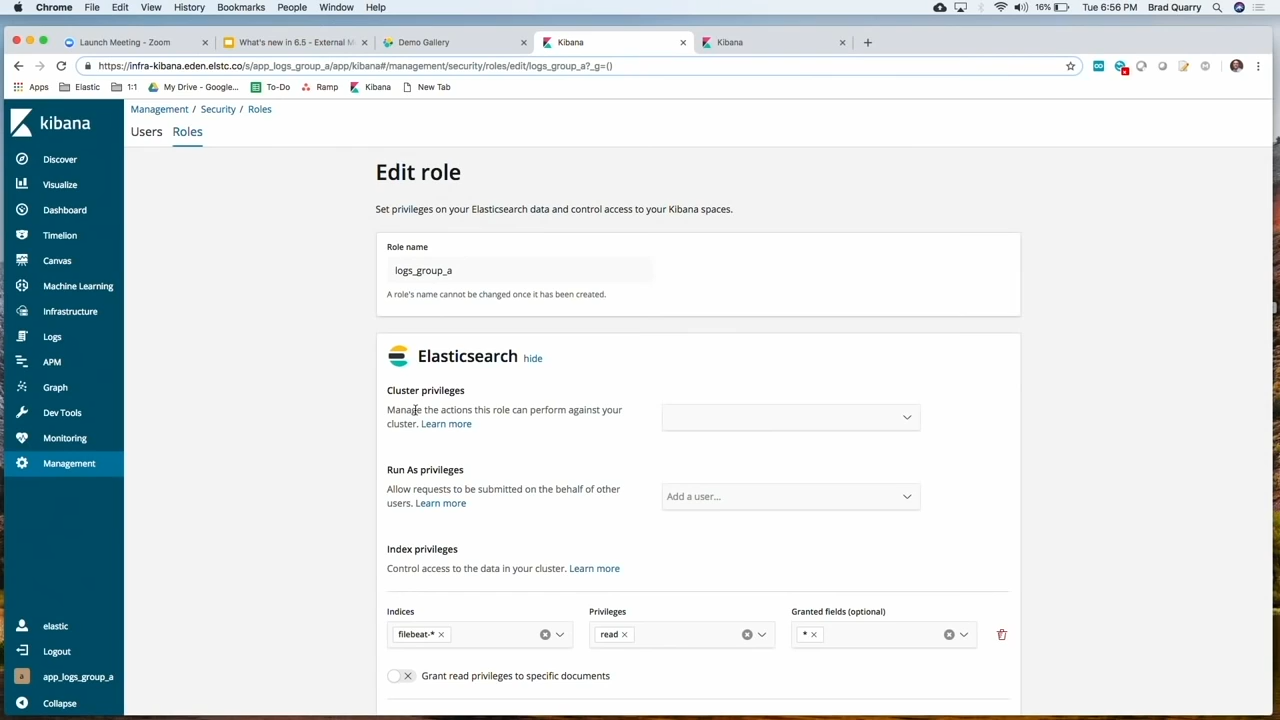 Chrome File Edit View History Bookmarks People Window Help 16% Tue 6:56 PM Brad Quarry
Launch Meeting - Zoom What's new in 6.5 - External M Demo Gallery Kibana Kibana
https://infra-kibana.eden.elstc.co/s/app_logs_group_a/app/kibana#/management/security/roles/edit/logs_group_a?_g=()
Apps Elastic 1:1 My Drive - Google... To-Do Ramp Kibana New Tab
kibana
Discover
Visualize
Dashboard
Timelion
Canvas
Machine Learning
Infrastructure
Logs
APM
Graph
Dev Tools
Monitoring
Management
elastic
Logout
a app_logs_group_a
Collapse
Management / Security / Roles
Users Roles
Edit role
Set privileges on your Elasticsearch data and control access to your Kibana spaces.
Role name
logs_group_a
A role's name cannot be changed once it has been created.
Elasticsearch hide
Cluster privileges
Manage the actions this role can perform against your
cluster. Learn more
Run As privileges
Allow requests to be submitted on the behalf of other
users. Learn more
Add a user...
Index privileges
Control access to the data in your cluster. Learn more
Indices Privileges Granted fields (optional)
filebeat-* read *
Grant read privileges to specific documents